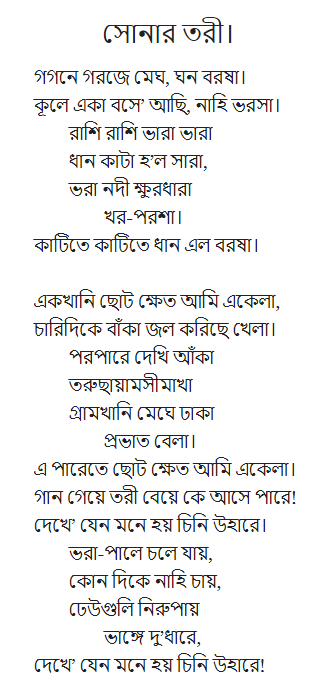 সোনার তরী।
গগনে গরজে মেঘ, ঘন বরষা।
কূলে একা বসে’ আছি, নাহি ভরসা।
রাশি রাশি ভারা ভারা
ধান কাটা হ’ল সারা,
ভরা নদী ক্ষুরধারা
খর-পরশা।
কাটিতে কাটিতে ধান এল বরষা।
একখানি ছোট ক্ষেত আমি একেলা,
চারিদিকে বাঁকা জল করিছে খেলা।
পরপারে দেখি আঁকা
তরুছায়ামসীমাখা
গ্রামখানি মেঘে ঢাকা
প্রভাত বেলা।
এ পারেতে ছোট ক্ষেত আমি একেলা।
গান গেয়ে তরী বেয়ে কে আসে পারে!
দেখে’ যেন মনে হয় চিনি উহারে।
ভরা-পালে চলে যায়,
কোন দিকে নাহি চায়,
ঢেউগুলি নিরুপায়
ভাঙ্গে দু’ধারে,
দেখে’ যেন মনে হয় চিনি উহারে!